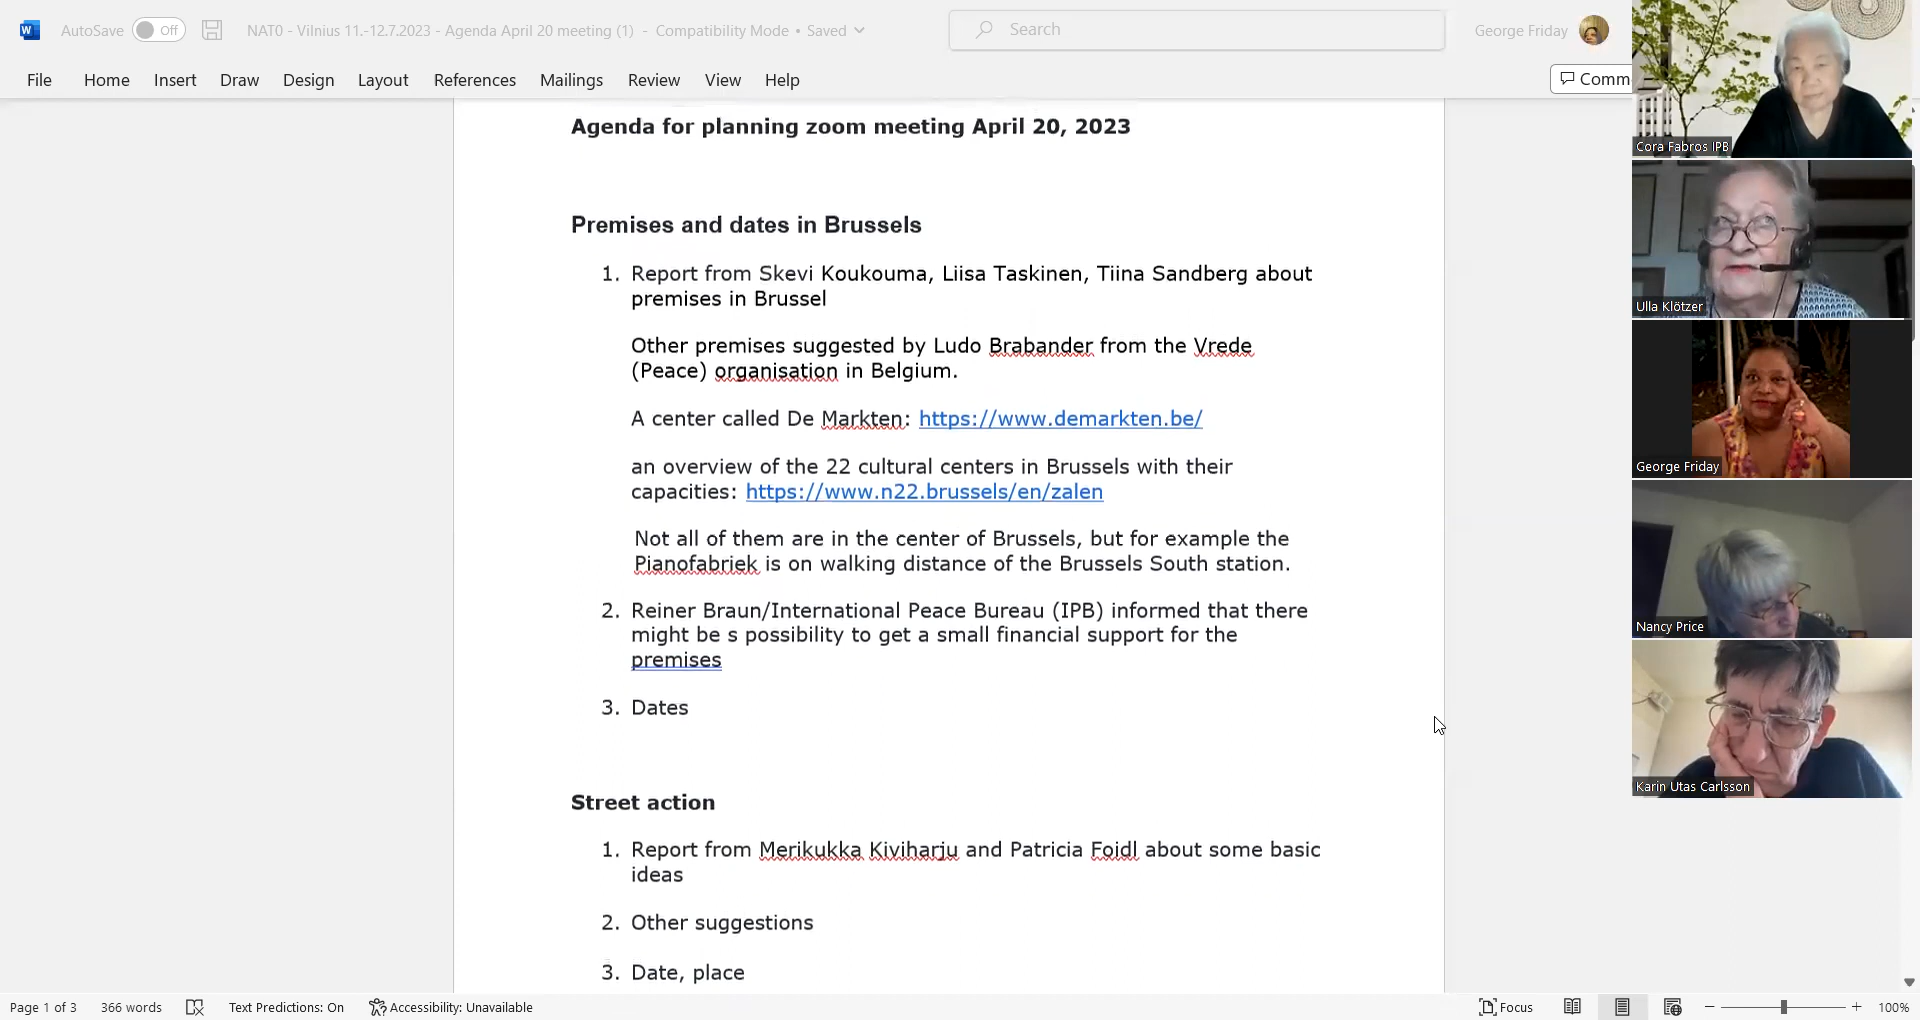 AutoSave Off NAT0 - Vilnius 11.-12.7.2023 - Agenda April 20 meeting (1) - Compatibility Mode • Saved Search George Friday
File Home Insert Draw Design Layout References Mailings Review View Help Comm
Agenda for planning zoom meeting April 20, 2023
Premises and dates in Brussels
1. Report from Skevi Koukouma, Liisa Taskinen, Tiina Sandberg about
premises in Brussel
Other premises suggested by Ludo Brabander from the Vrede
(Peace) organisation in Belgium.
A center called De Markten: https://www.demarkten.be/
an overview of the 22 cultural centers in Brussels with their
capacities: https://www.n22.brussels/en/zalen
Not all of them are in the center of Brussels, but for example the
Pianofabriek is on walking distance of the Brussels South station.
2. Reiner Braun/International Peace Bureau (IPB) informed that there
might be s possibility to get a small financial support for the
premises
3. Dates
Street action
1. Report from Merikukka Kiviharju and Patricia Foidl about some basic
ideas
2. Other suggestions
3. Date, place
Cora Fabros IPB
Ulla Klötzer
George Friday
Nancy Price
Karin Utas Carlsson
Page 1 of 3 366 words Text Predictions: On Accessibility: Unavailable Focus 100%